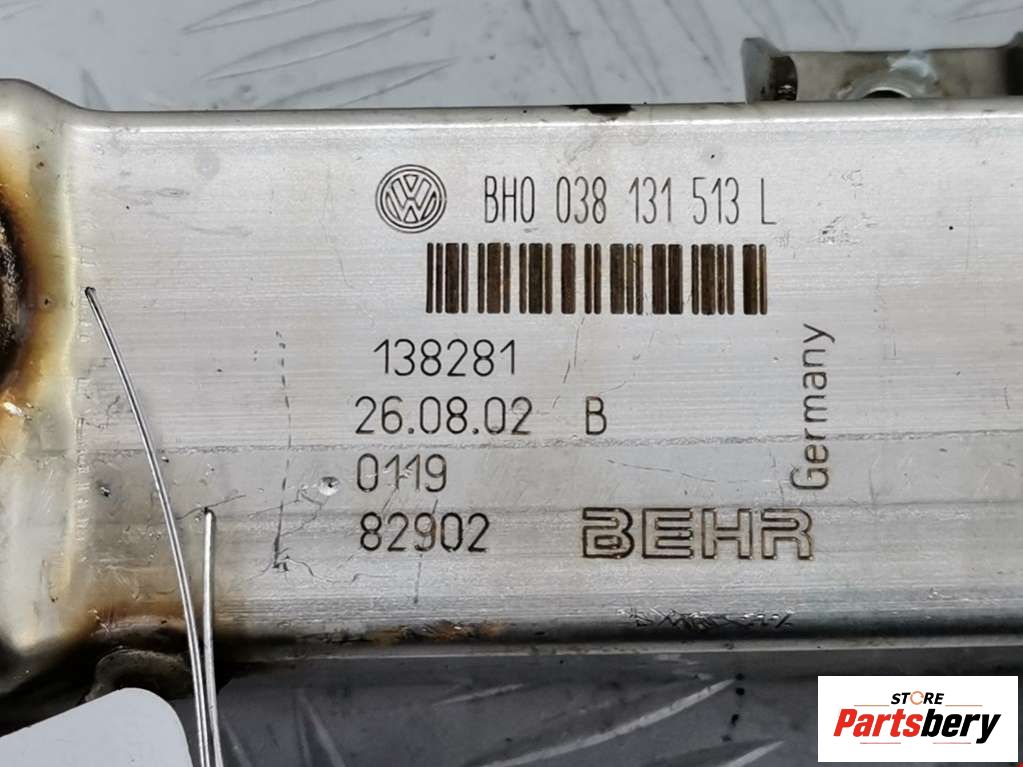 BH0 038 131 513 L
138281
26.08.02 B
0119
82902
BEHR
Germany
STORE
Partsbery